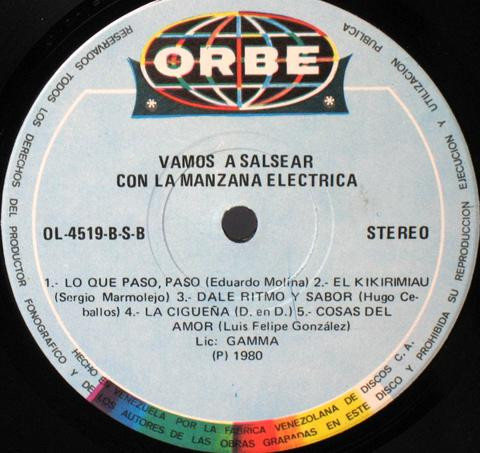 ORBE
* *
VAMOS A SALSEAR
CON LA MANZANA ELECTRICA
OL-4519-B-S-B
STEREO
1.- LO QUE PASO, PASO (Eduardo Molina) 2.- EL KIKIRIMIAU
(Sergio Marmolejo) 3.- DALE RITMO Y SABOR (Hugo Ce-
ballos) 4.- LA CIGUEÑA (D. en D.) 5.- COSAS DEL
AMOR (Luis Felipe González)
Lic: GAMMA
(P) 1980
HECHO EN VENEZUELA POR LA FABRICA VENEZOLANA DE DISCOS C. A.
RESERVADOS TODOS LOS DERECHOS DEL PRODUCTOR FONOGRAFICO Y DE LOS AUTORES DE LAS OBRAS GRABADAS EN ESTE DISCO Y PROHIBIDA SU REPRODUCCION EJECUCION Y UTILIZACION PUBLICA